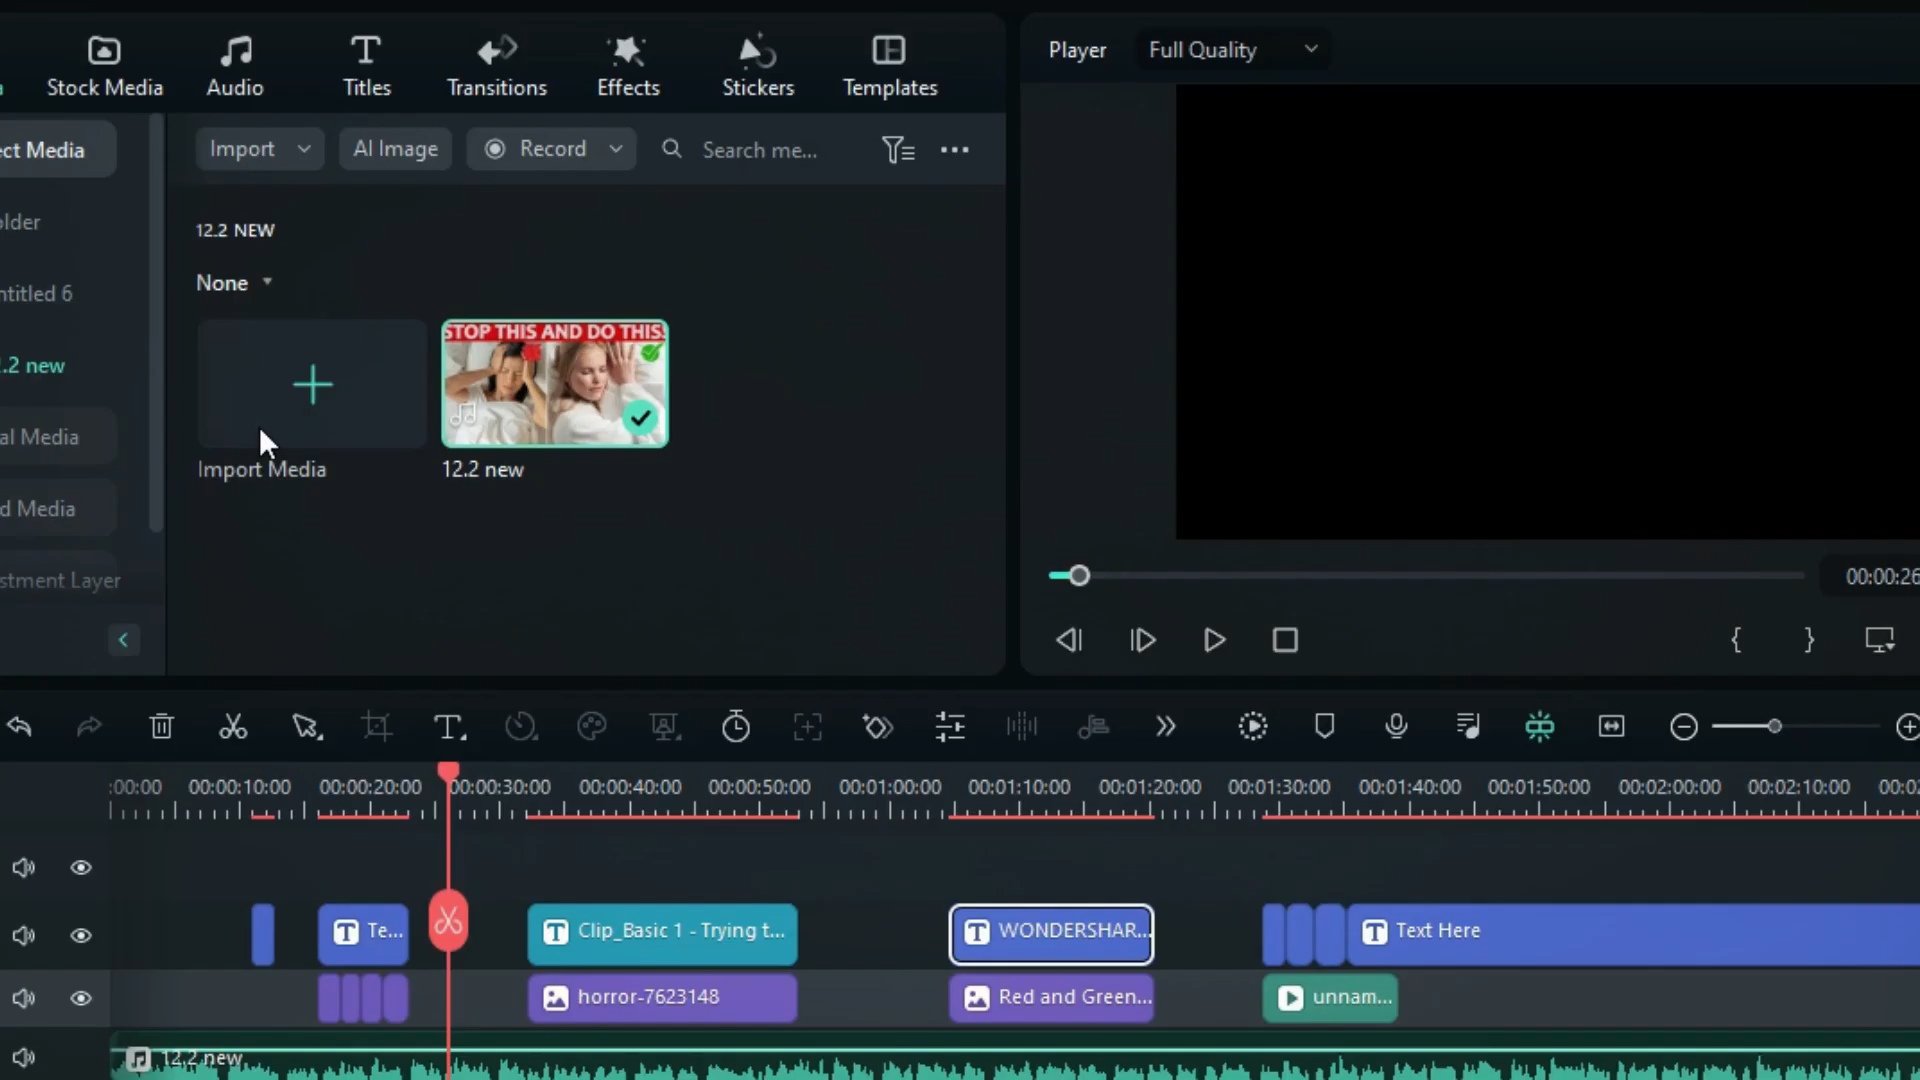 Stock Media
Audio
Titles
Transitions
Effects
Stickers
Templates
Player
Full Quality
ect Media
Import
AI Image
Record
Search me...
older
ntitled 6
.2 new
al Media
d Media
stment Layer
12.2 NEW
None
STOP THIS AND DO THIS!
Import Media
12.2 new
00:00:26
:00:00
00:00:10:00
00:00:20:00
00:00:30:00
00:00:40:00
00:00:50:00
00:01:00:00
00:01:10:00
00:01:20:00
00:01:30:00
00:01:40:00
00:01:50:00
00:02:00:00
00:02:10:00
00:0
Te...
Clip_Basic 1 - Trying t...
WONDERSHAR...
Text Here
horror-7623148
Red and Green...
unnam...
12.2 new